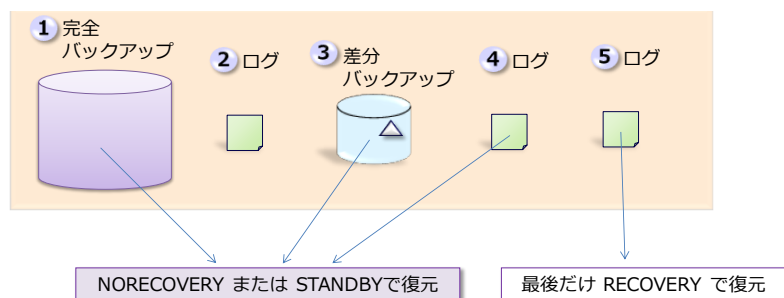 1 完全
バックアップ
2 ログ
3 差分
バックアップ
4 ログ
5 ログ
NORECOVERY または STANDBYで復元
最後だけ RECOVERY で復元